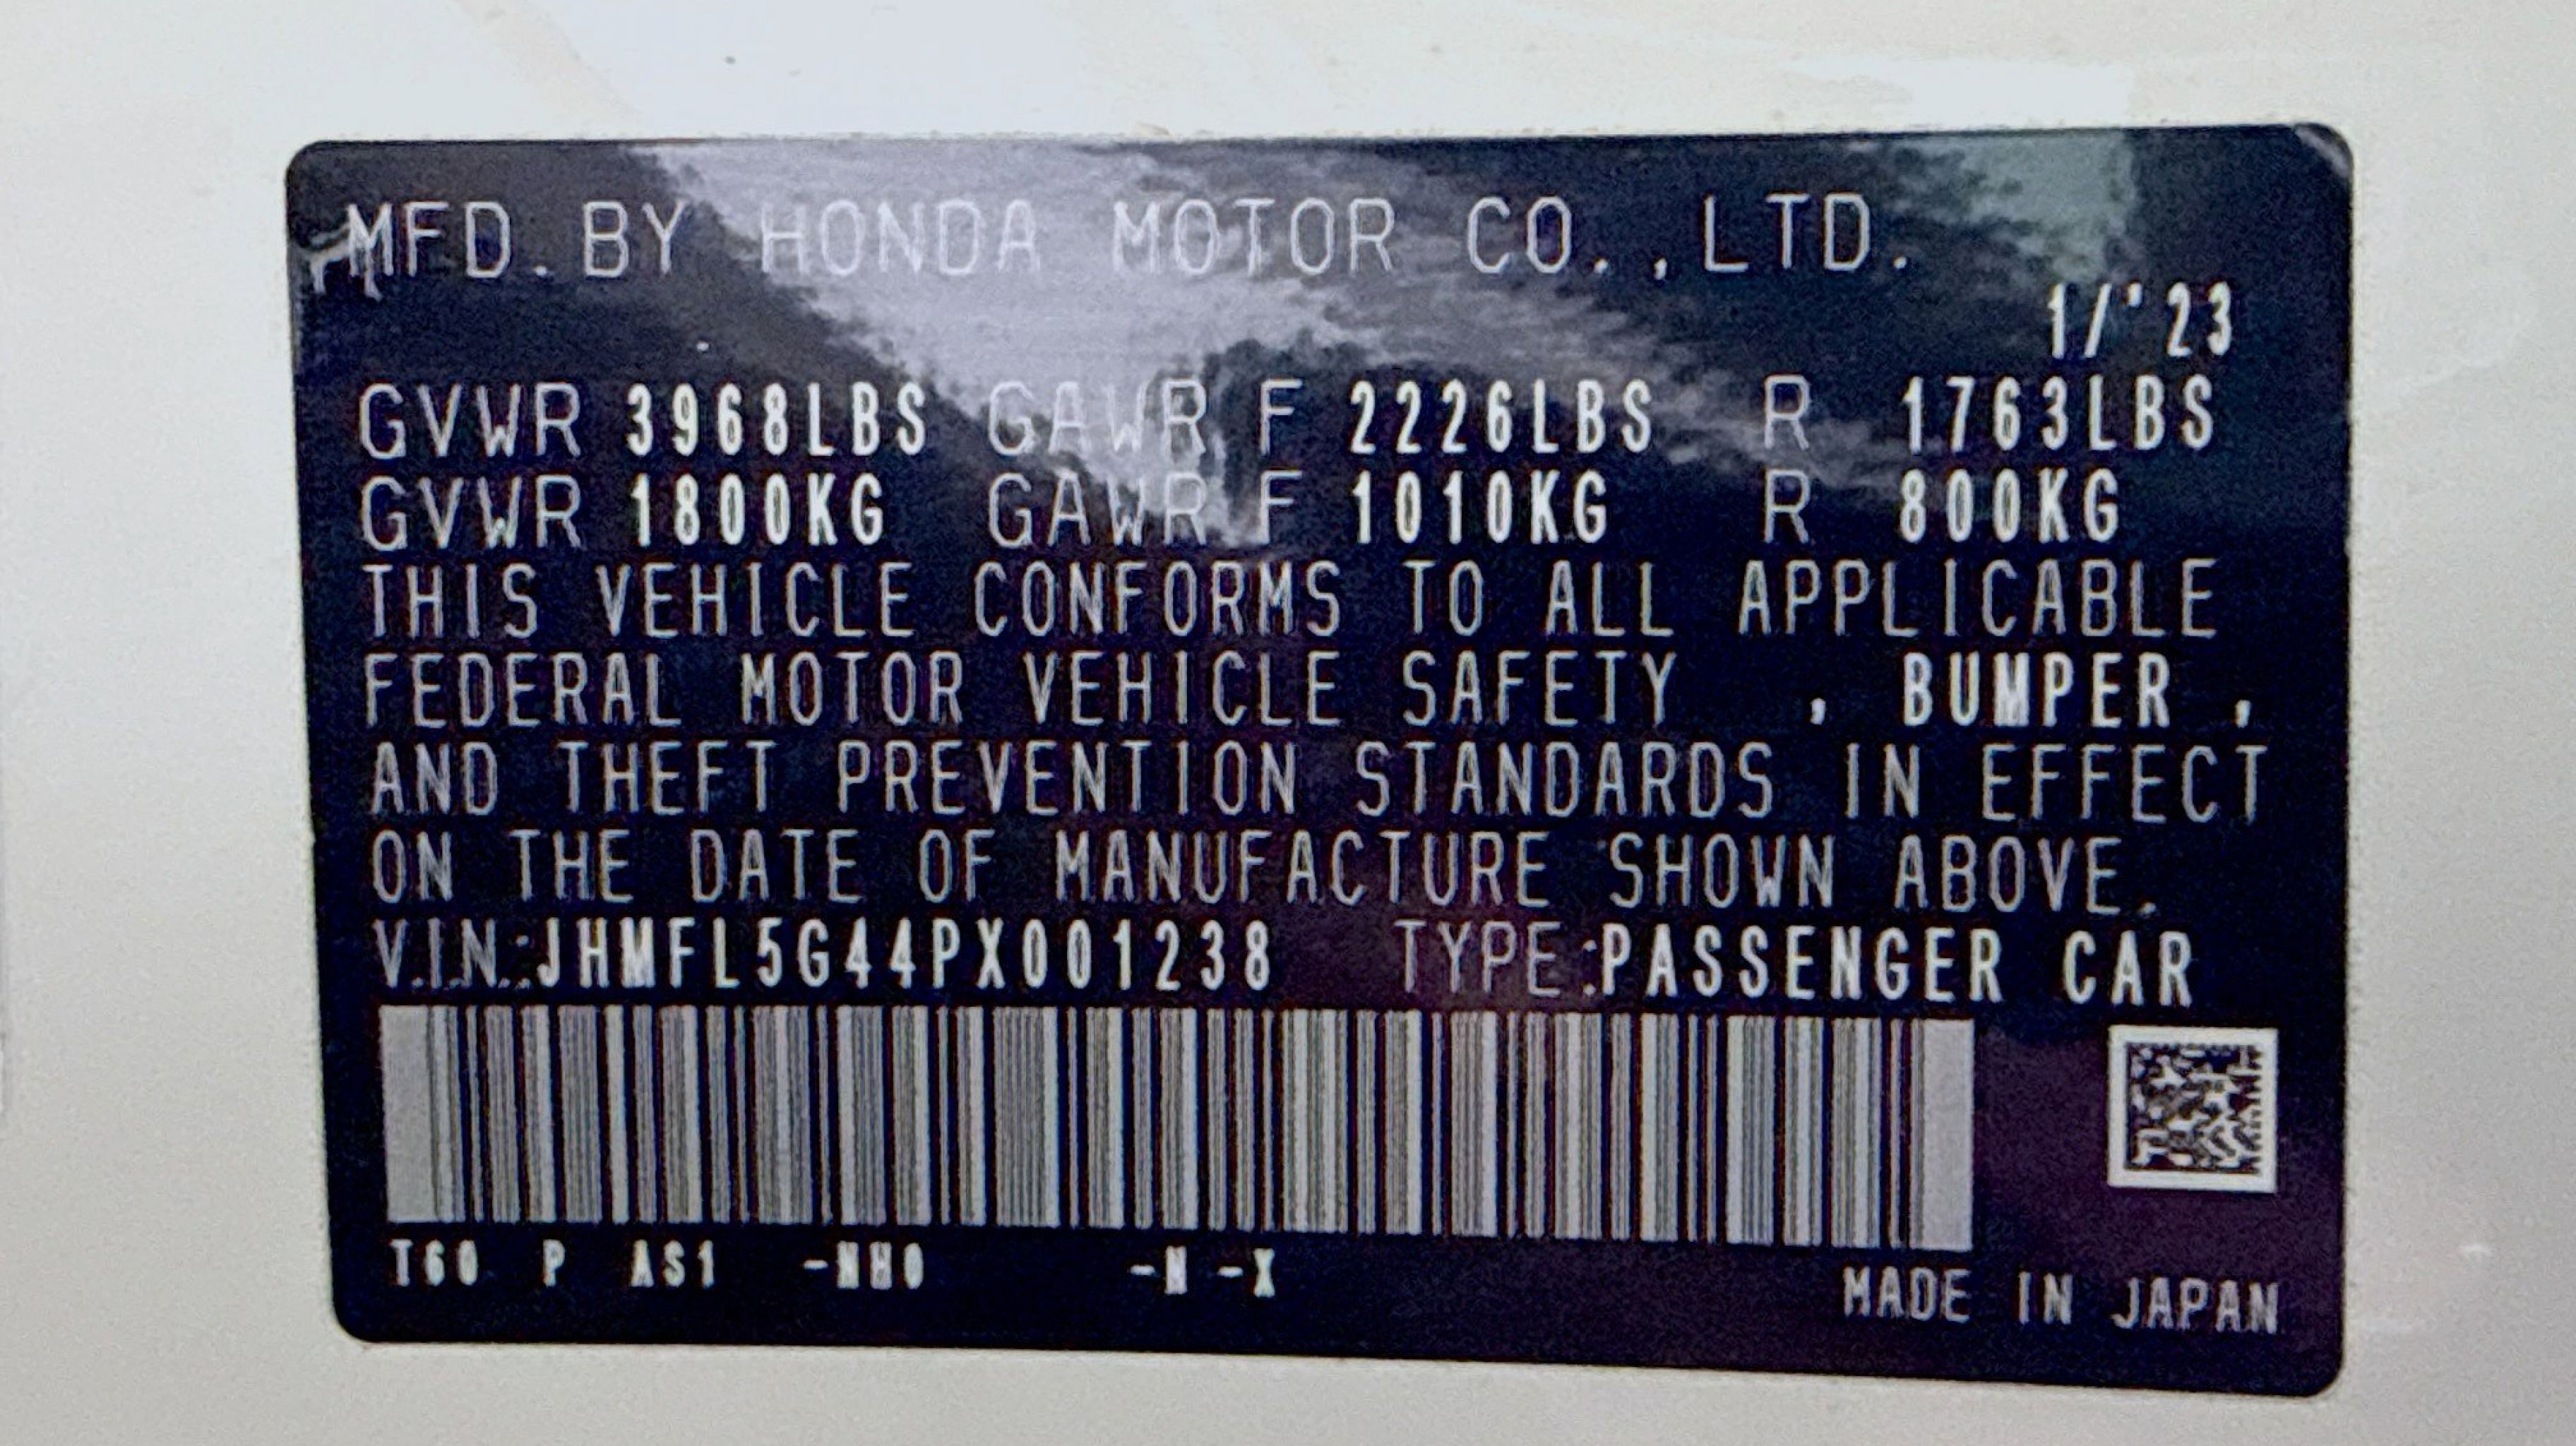 MFD. BY HONDA MOTOR CO.,LTD.
1/'23
GVWR 3968LBS GAWR F 2226LBS R 1763LBS
GVWR 1800KG GAWR F 1010KG R 800KG
THIS VEHICLE CONFORMS TO ALL APPLICABLE
FEDERAL MOTOR VEHICLE SAFETY , BUMPER ,
AND THEFT PREVENTION STANDARDS IN EFFECT
ON THE DATE OF MANUFACTURE SHOWN ABOVE.
V.I.N.:JHMFL5G44PX001238 TYPE:PASSENGER CAR
T60 P AS1 -NH0 -N -X
MADE IN JAPAN